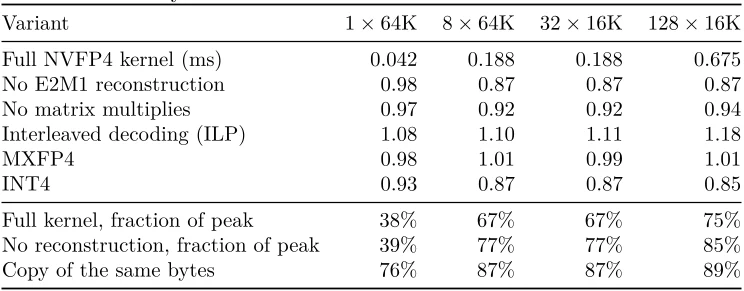 Variant 1 × 64K 8 × 64K 32 × 16K 128 × 16K
Full NVFP4 kernel (ms) 0.042 0.188 0.188 0.675
No E2M1 reconstruction 0.98 0.87 0.87 0.87
No matrix multiplies 0.97 0.92 0.92 0.94
Interleaved decoding (ILP) 1.08 1.10 1.11 1.18
MXFP4 0.98 1.01 0.99 1.01
INT4 0.93 0.87 0.87 0.85
Full kernel, fraction of peak 38% 67% 67% 75%
No reconstruction, fraction of peak 39% 77% 77% 85%
Copy of the same bytes 76% 87% 87% 89%